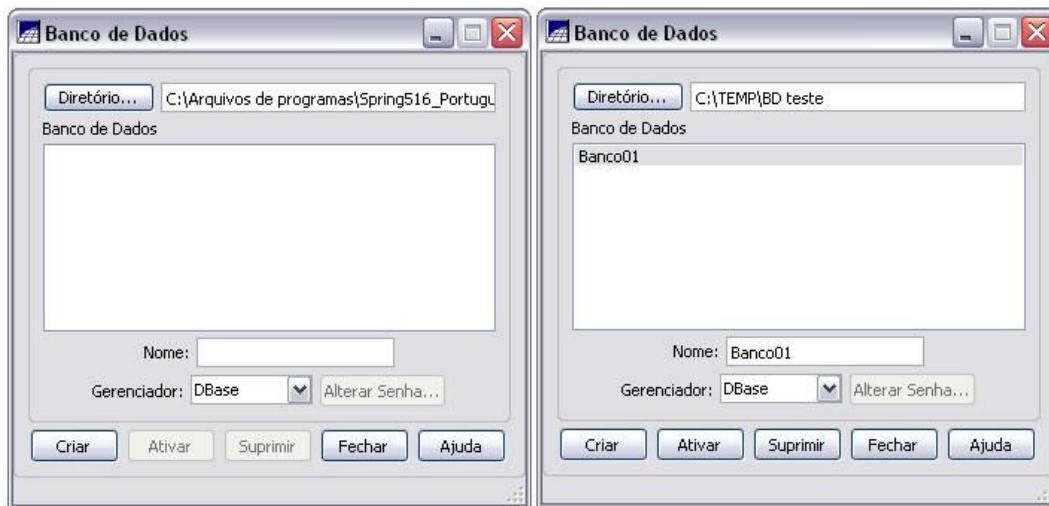 Banco de Dados
Diretório... C:\Arquivos de programas\Spring516_Portugu
Banco de Dados
Nome:
Gerenciador: DBase Alterar Senha...
Criar Ativar Suprimir Fechar Ajuda
Banco de Dados
Diretório... C:\TEMP\BD teste
Banco de Dados
Banco01
Nome: Banco01
Gerenciador: DBase Alterar Senha...
Criar Ativar Suprimir Fechar Ajuda